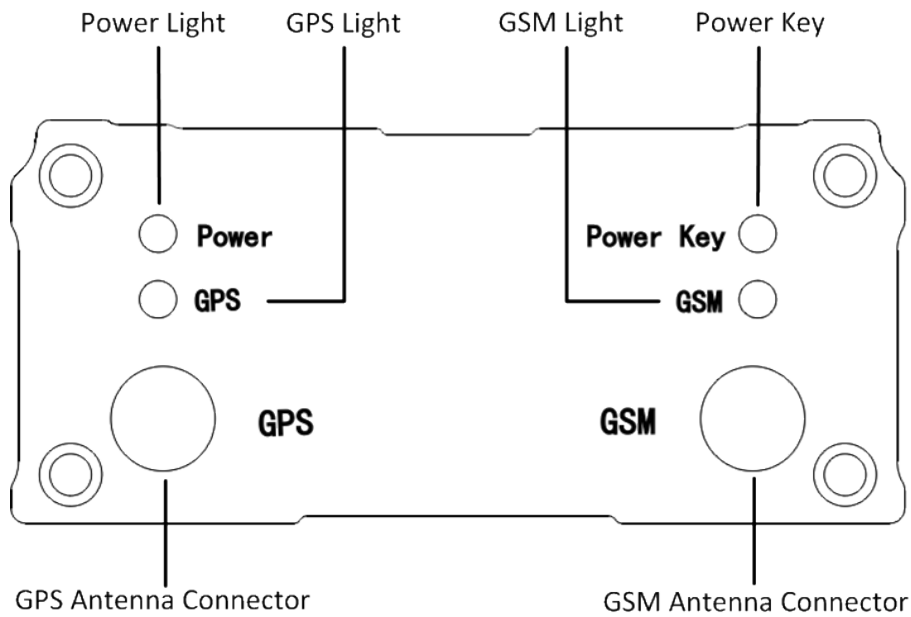 Power Light GPS Light GSM Light Power Key
Power Power Key
GPS GSM
GPS GSM
GPS Antenna Connector GSM Antenna Connector